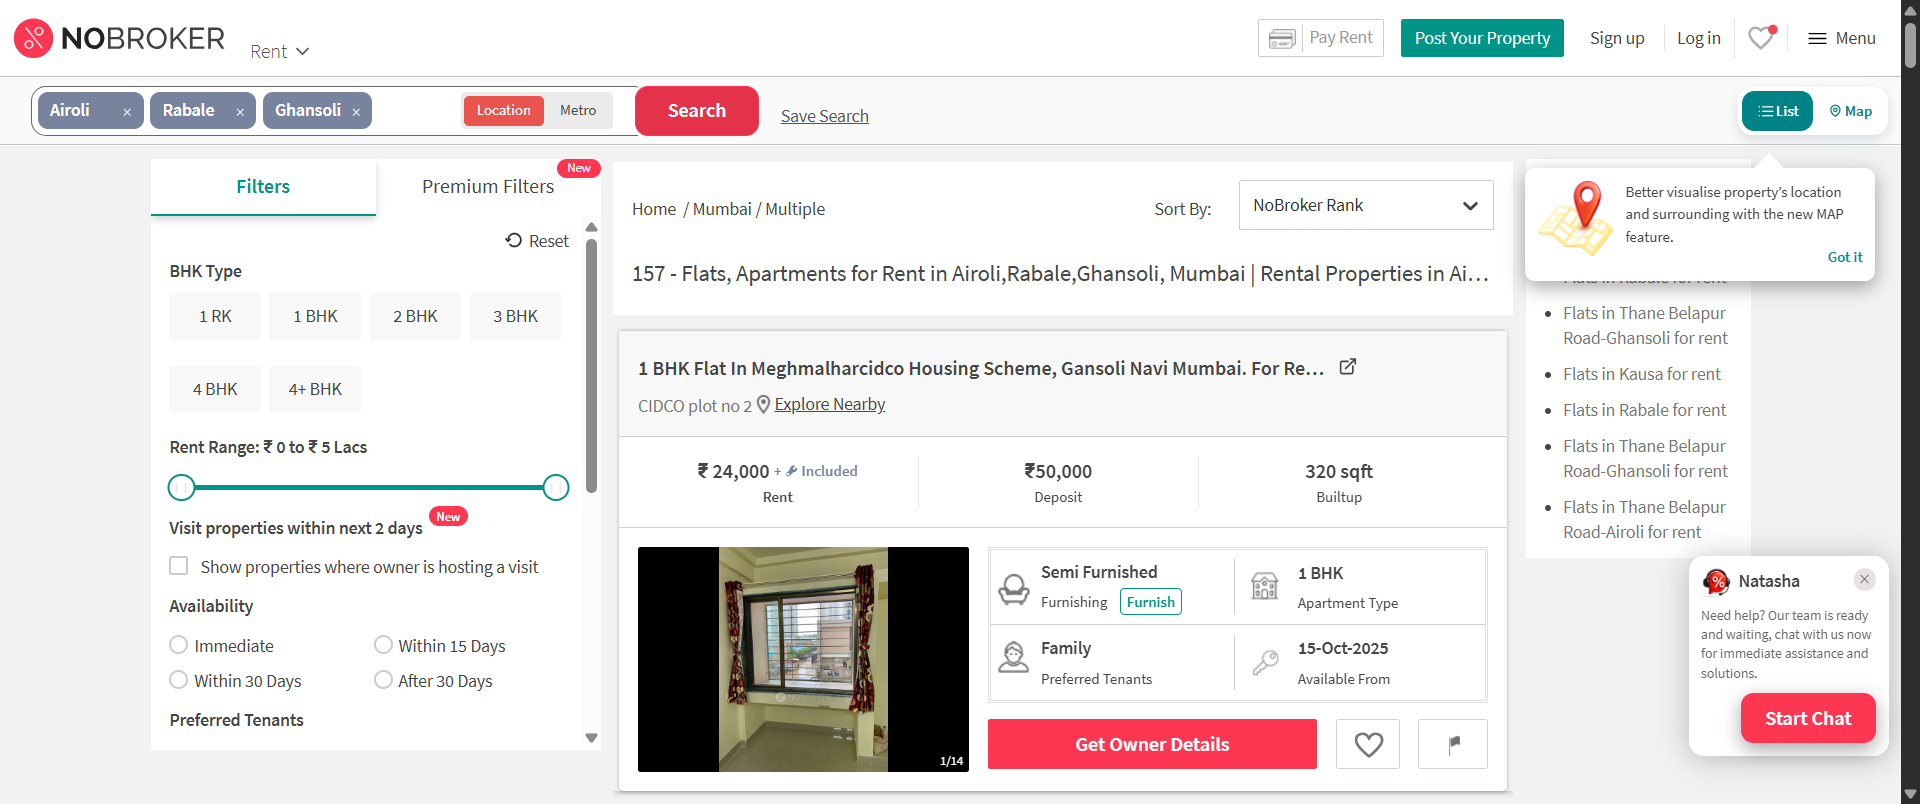 NOBROKER
Rent
Pay Rent
Post Your Property
Sign up
Log in
Menu
Airoli ×
Rabale ×
Ghansoli ×
Location
Metro
Search
Save Search
List
Map
Filters
Premium Filters
New
Reset
BHK Type
1 RK
1 BHK
2 BHK
3 BHK
4 BHK
4+ BHK
Rent Range: ₹ 0 to ₹ 5 Lacs
Visit properties within next 2 days
New
Show properties where owner is hosting a visit
Availability
Immediate
Within 15 Days
Within 30 Days
After 30 Days
Preferred Tenants
Home / Mumbai / Multiple
Sort By:
NoBroker Rank
157 - Flats, Apartments for Rent in Airoli,Rabale,Ghansoli, Mumbai | Rental Properties in Ai...
1 BHK Flat In Meghmalharcidco Housing Scheme, Gansoli Navi Mumbai. For Re...
CIDCO plot no 2
Explore Nearby
₹ 24,000 + Included
Rent
₹50,000
Deposit
320 sqft
Builtup
1/14
Semi Furnished
Furnishing
Furnish
1 BHK
Apartment Type
Family
Preferred Tenants
15-Oct-2025
Available From
Get Owner Details
Better visualise property's location
and surrounding with the new MAP
feature.
Got it
Flats in Rabale for rent
Flats in Thane Belapur
Road-Ghansoli for rent
Flats in Kausa for rent
Flats in Rabale for rent
Flats in Thane Belapur
Road-Ghansoli for rent
Flats in Thane Belapur
Road-Airoli for rent
Natasha
Need help? Our team is ready
and waiting, chat with us now
for immediate assistance and
solutions.
Start Chat